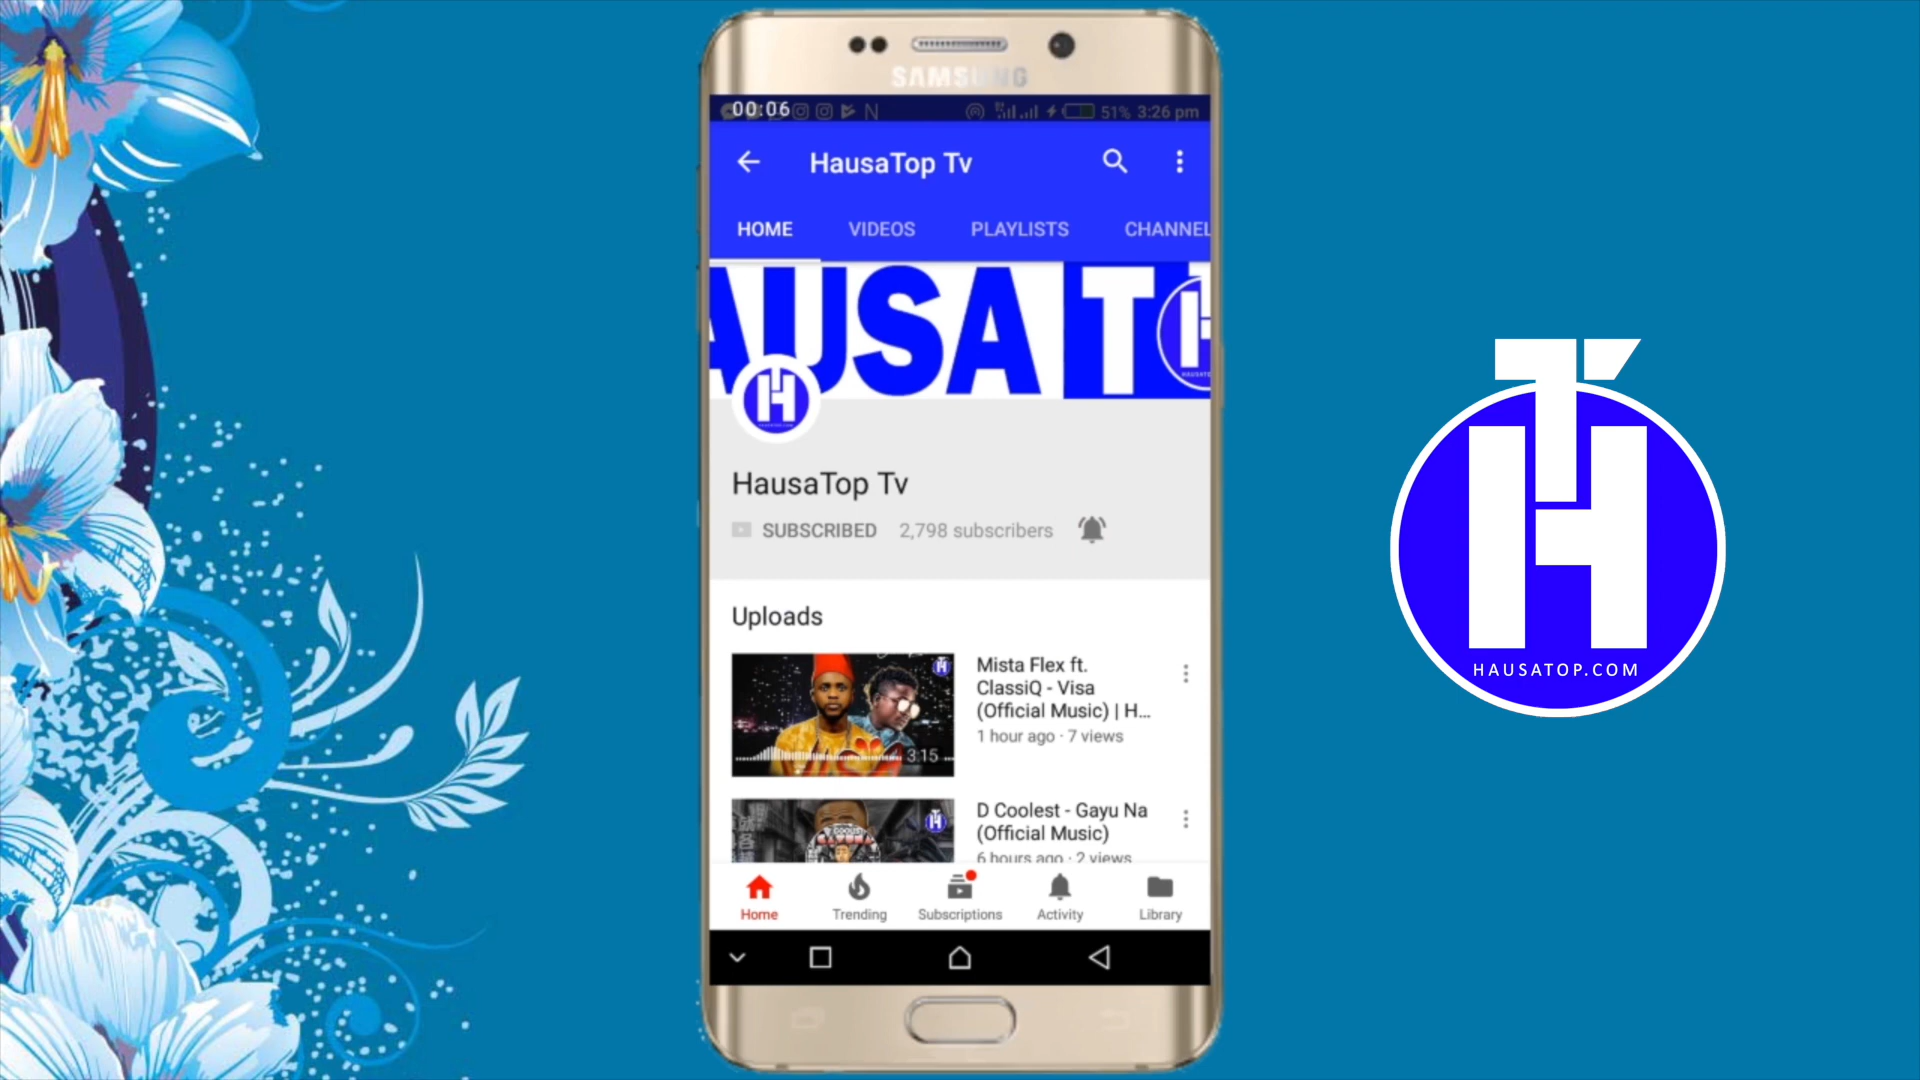 SAMSUNG
00:06
N
51% 3:26 pm
HausaTop Tv
HOME VIDEOS PLAYLISTS CHANNEL
AUSA T
H
HausaTop Tv
SUBSCRIBED 2,798 subscribers
Uploads
Mista Flex ft.
ClassiQ - Visa
(Official Music) | H...
1 hour ago · 7 views
3:15
D Coolest - Gayu Na
(Official Music)
6 hours ago · 2 views
Home Trending Subscriptions Activity Library
TH
HAUSATOP.COM